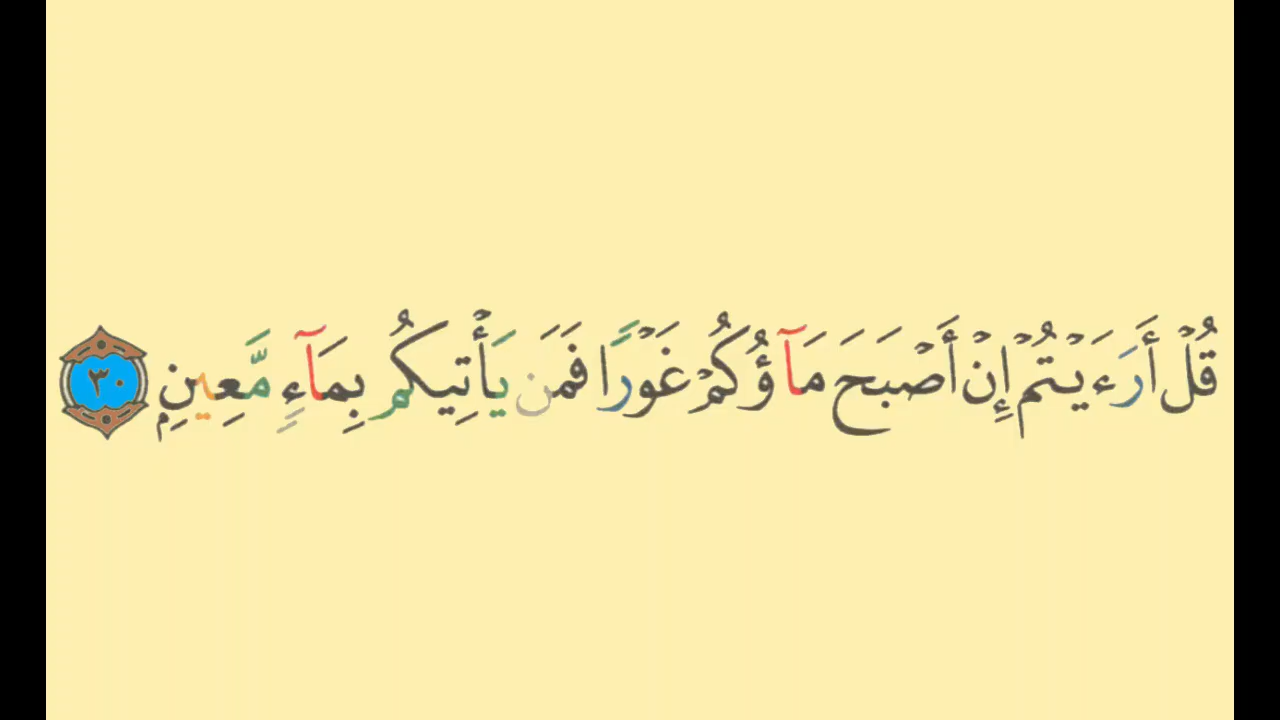 قُلۡ أَرَءَيۡتُمۡ إِنۡ أَصۡبَحَ مَآؤُكُمۡ غَوۡرًا فَمَن يَأۡتِيكُم بِمَآءٍ مَّعِينِۭ ٣٠